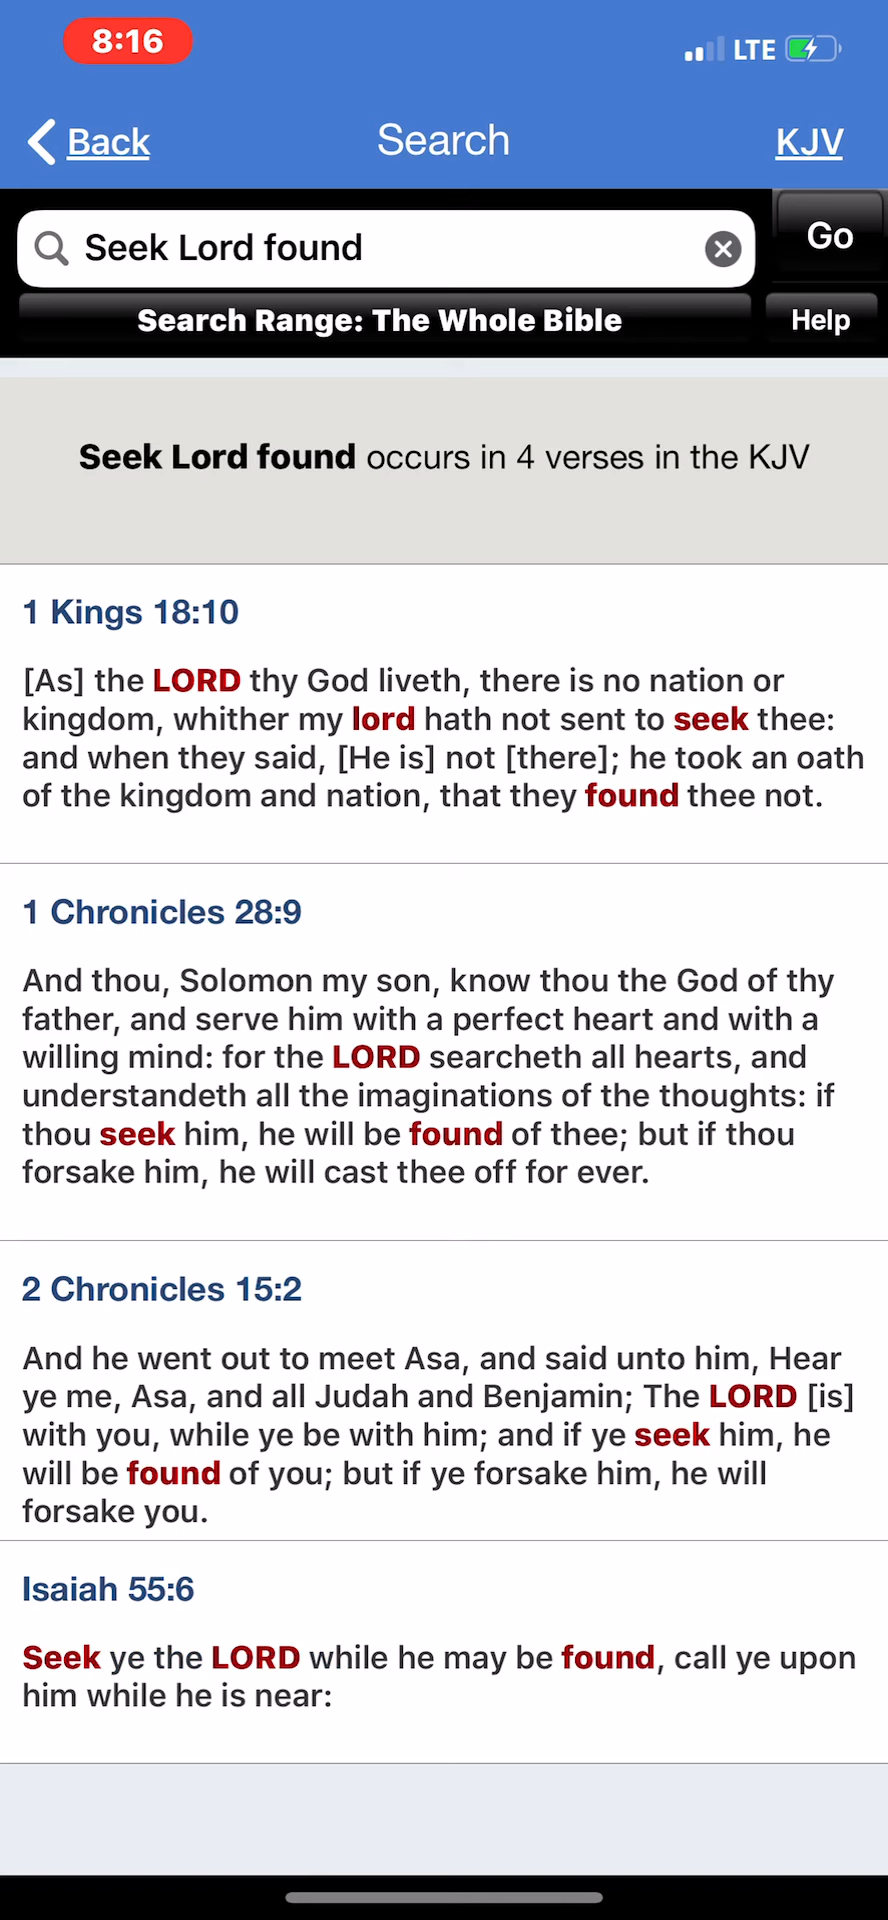 8:16
LTE
Back
Search
KJV
Seek Lord found
Go
Search Range: The Whole Bible
Help
Seek Lord found occurs in 4 verses in the KJV
1 Kings 18:10
[As] the LORD thy God liveth, there is no nation or
kingdom, whither my lord hath not sent to seek thee:
and when they said, [He is] not [there]; he took an oath
of the kingdom and nation, that they found thee not.
1 Chronicles 28:9
And thou, Solomon my son, know thou the God of thy
father, and serve him with a perfect heart and with a
willing mind: for the LORD searcheth all hearts, and
understandeth all the imaginations of the thoughts: if
thou seek him, he will be found of thee; but if thou
forsake him, he will cast thee off for ever.
2 Chronicles 15:2
And he went out to meet Asa, and said unto him, Hear
ye me, Asa, and all Judah and Benjamin; The LORD [is]
with you, while ye be with him; and if ye seek him, he
will be found of you; but if ye forsake him, he will
forsake you.
Isaiah 55:6
Seek ye the LORD while he may be found, call ye upon
him while he is near: